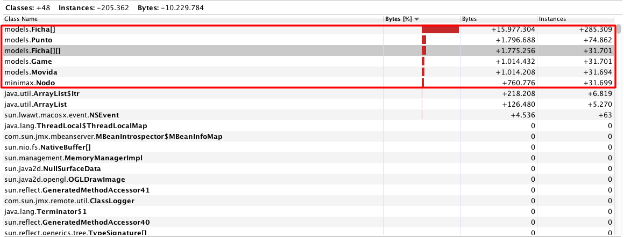 Classes: +48 Instances: −205.362 Bytes: −10.229.784
Class Name Bytes [%] Bytes Instances
models.Ficha[] +15.977.304 +285.309
models.Punto +1.796.688 +74.862
models.Ficha[][] +1.775.256 +31.701
models.Game +1.014.432 +31.701
models.Movida +1.014.208 +31.694
minimax.Nodo +760.776 +31.699
java.util.ArrayList$Itr +218.208 +6.819
java.util.ArrayList +126.480 +5.270
sun.lwawt.macosx.event.NSEvent +4.536 +63
java.lang.ThreadLocal$ThreadLocalMap 0 0
com.sun.jmx.mbeanserver.MBeanIntrospector$MBeanInfoMap 0 0
sun.nio.fs.NativeBuffer[] 0 0
sun.management.MemoryManagerImpl 0 0
sun.java2d.NullSurfaceData 0 0
sun.java2d.opengl.OGLDrawImage 0 0
sun.reflect.GeneratedMethodAccessor41 0 0
com.sun.jmx.remote.util.ClassLogger 0 0
java.lang.Terminator$1 0 0
sun.reflect.GeneratedMethodAccessor40 0 0
sun.reflect.generics.tree.TypeSignature[] 0 0